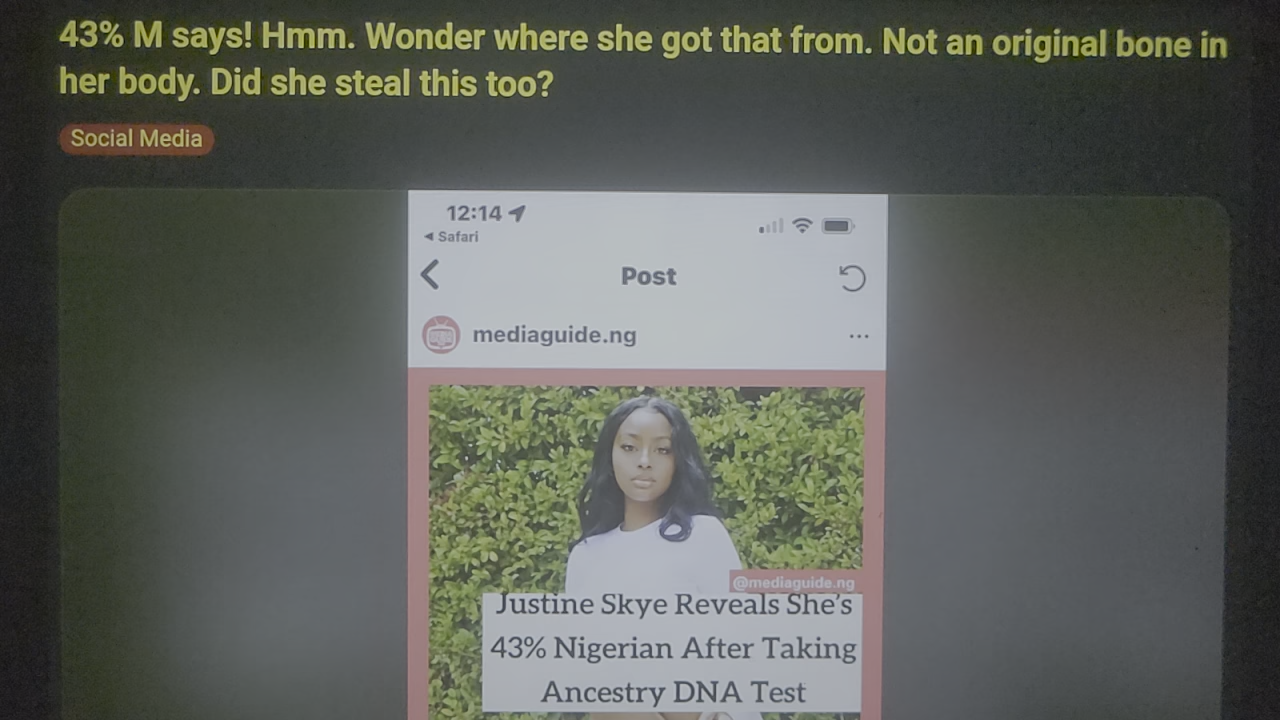 43% M says! Hmm. Wonder where she got that from. Not an original bone in
her body. Did she steal this too?
Social Media
12:14
◄ Safari
Post
mediaguide.ng
@mediaguide.ng
Justine Skye Reveals She's
43% Nigerian After Taking
Ancestry DNA Test